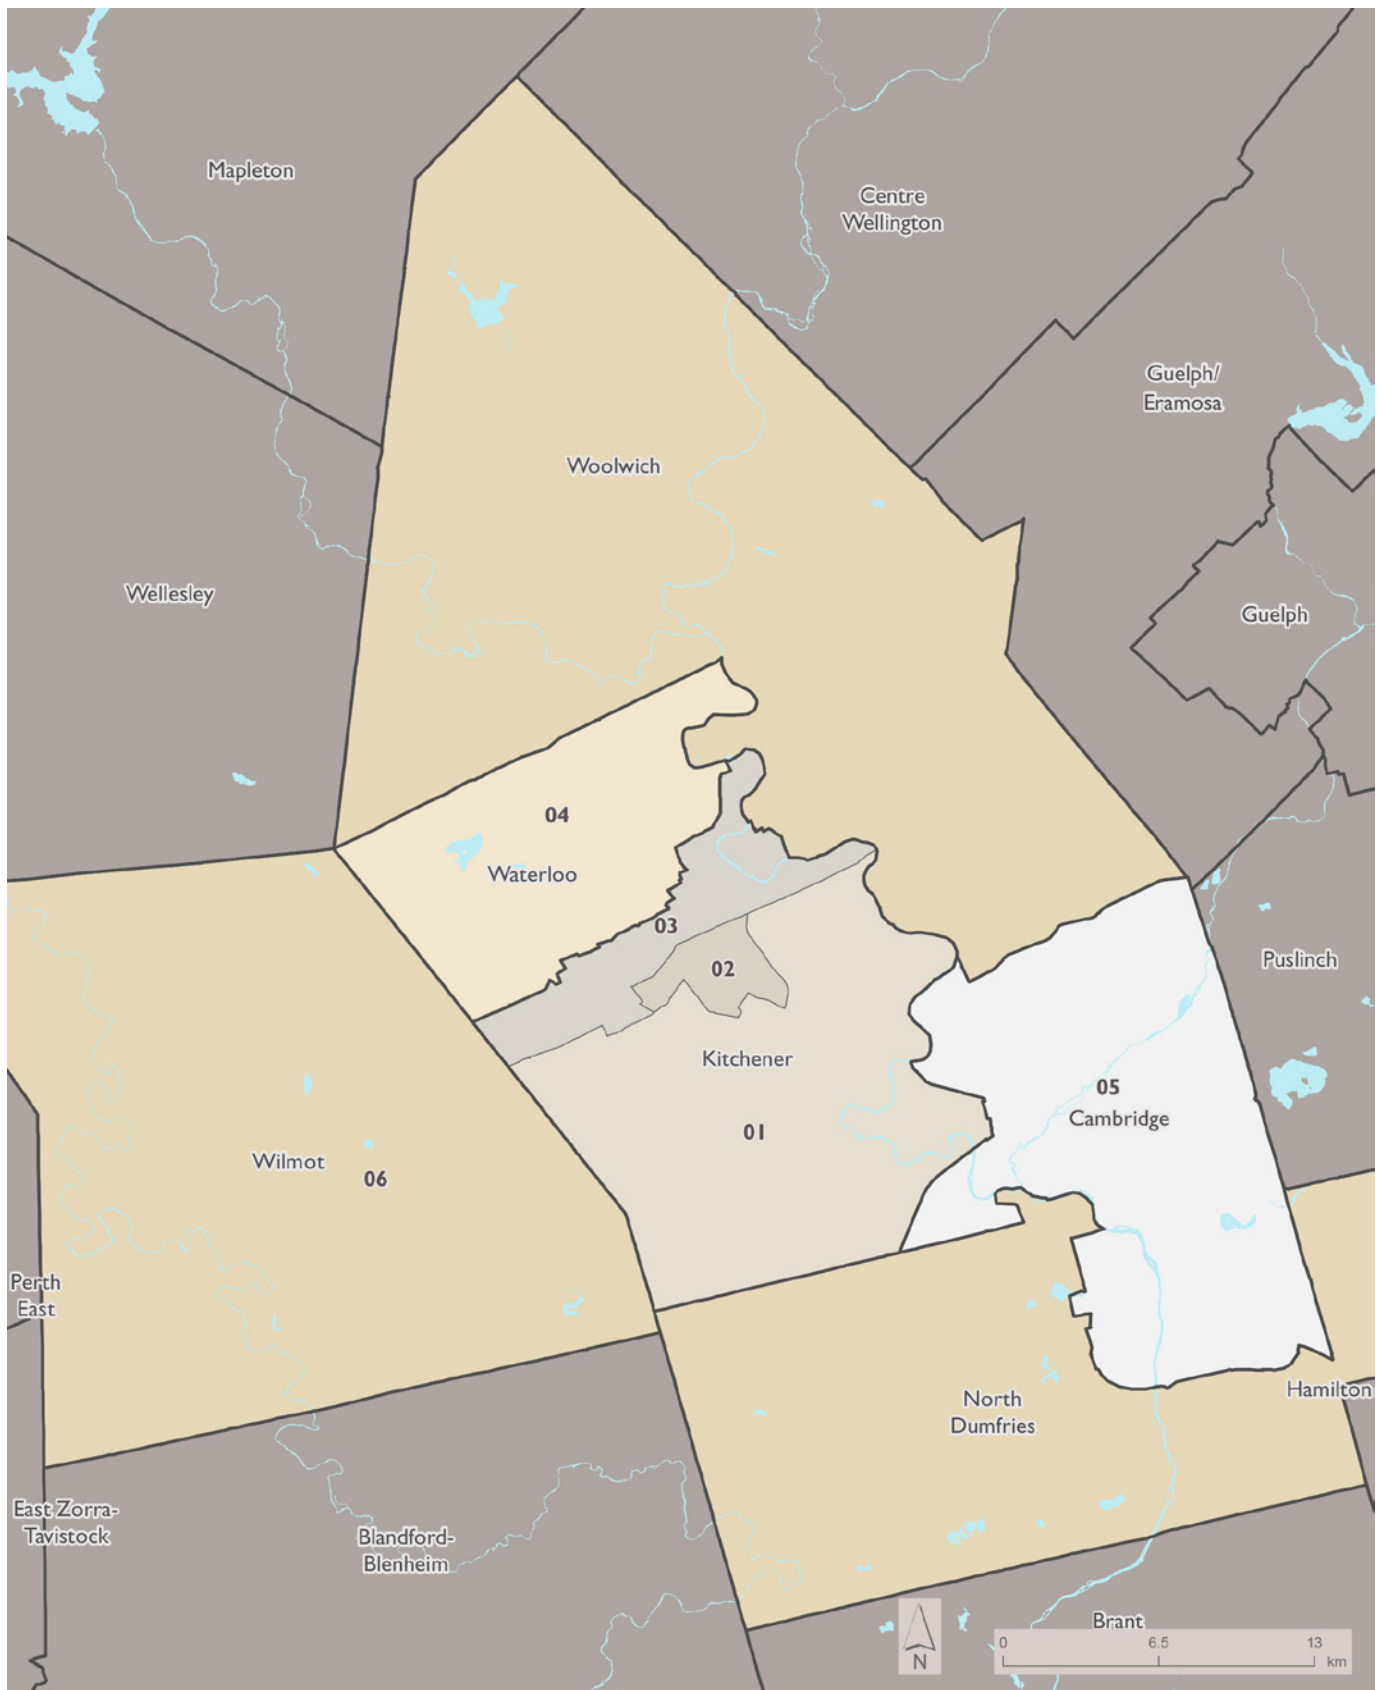 Mapleton
Centre
Wellington
Guelph/
Eramosa
Woolwich
Wellesley
Guelph
04
Waterloo
03
02
Puslinch
Kitchener
05
Cambridge
01
Wilmot
06
Perth
East
Hamilton
North
Dumfries
East Zorra-
Tavistock
Blandford-
Blenheim
Brant
N
0 6.5 13
km